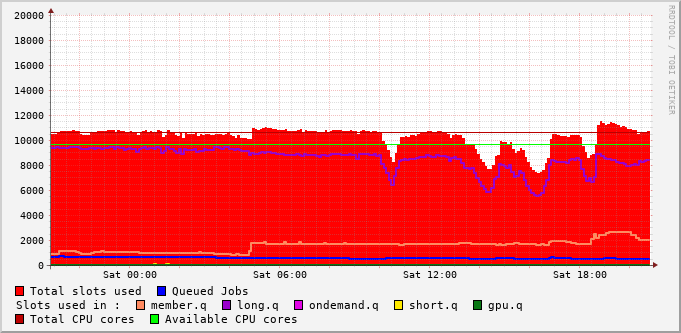 RRDTOOL / TOBI OETIKER
20000
18000
16000
14000
12000
10000
8000
6000
4000
2000
0
Sat 00:00 Sat 06:00 Sat 12:00 Sat 18:00
Total slots used Queued Jobs
Slots used in : member.q long.q ondemand.q short.q gpu.q
Total CPU cores Available CPU cores